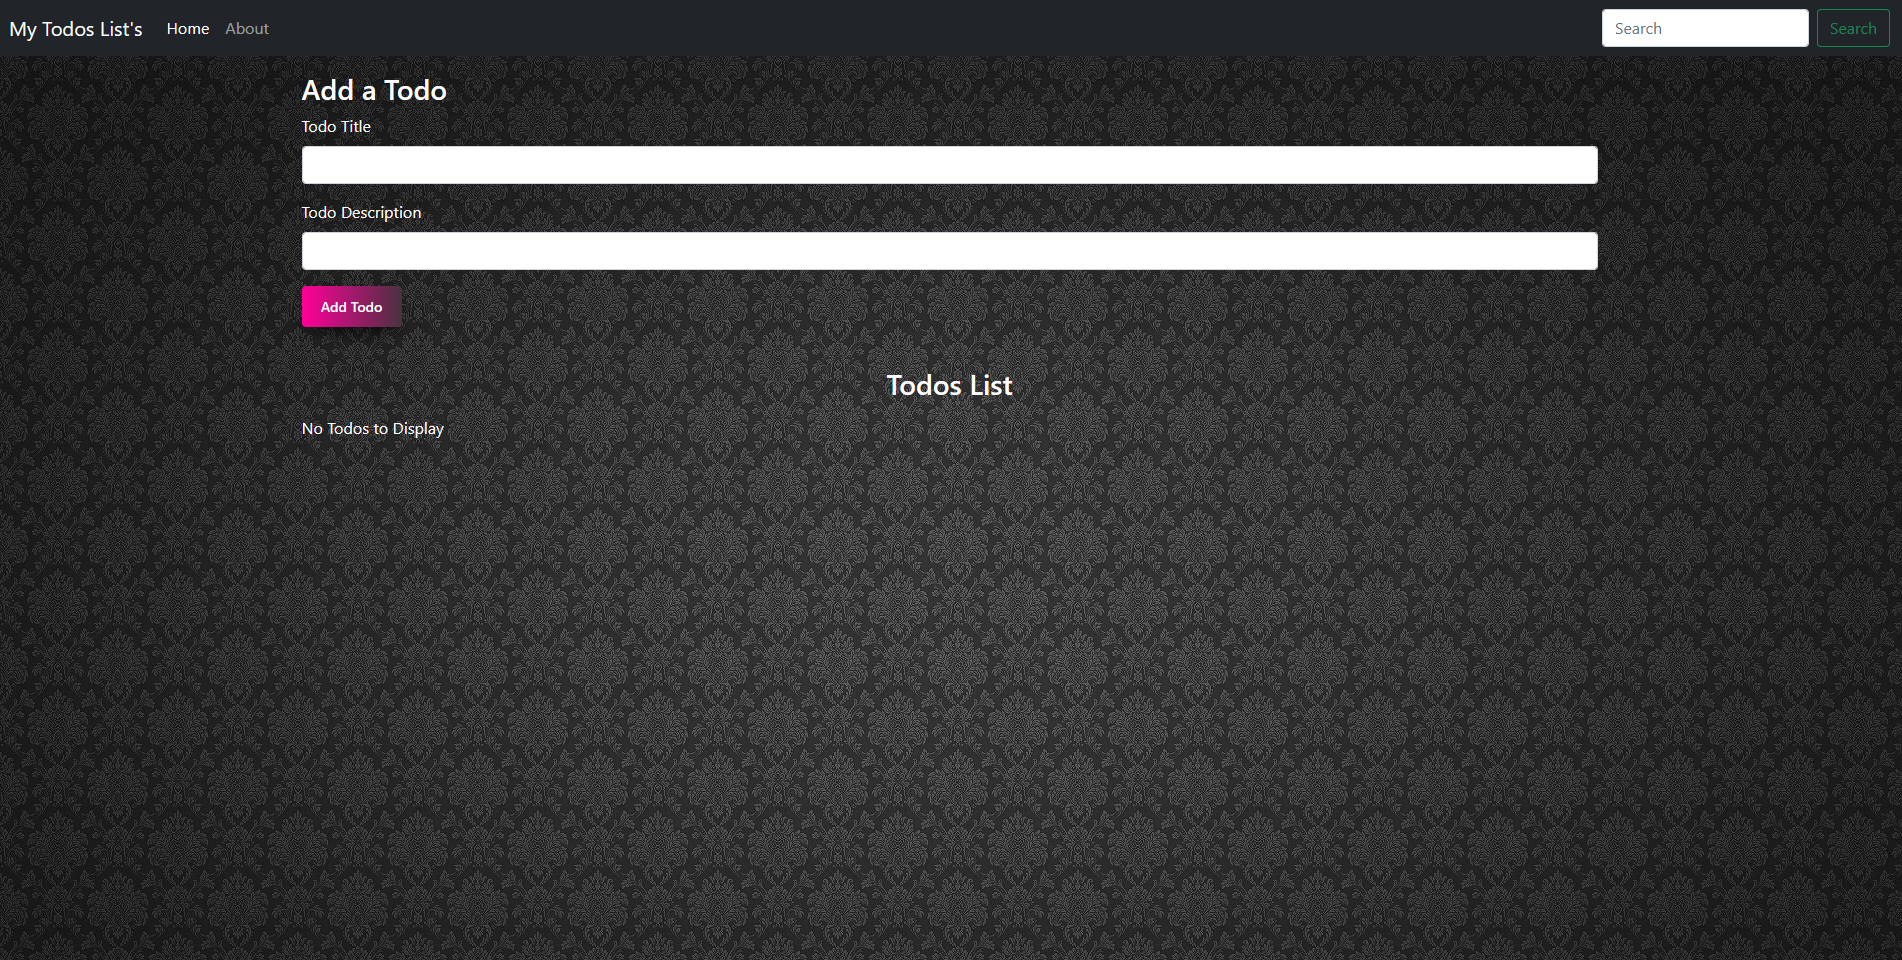 My Todos List's Home About Search Search
Add a Todo
Todo Title
Todo Description
Add Todo
Todos List
No Todos to Display